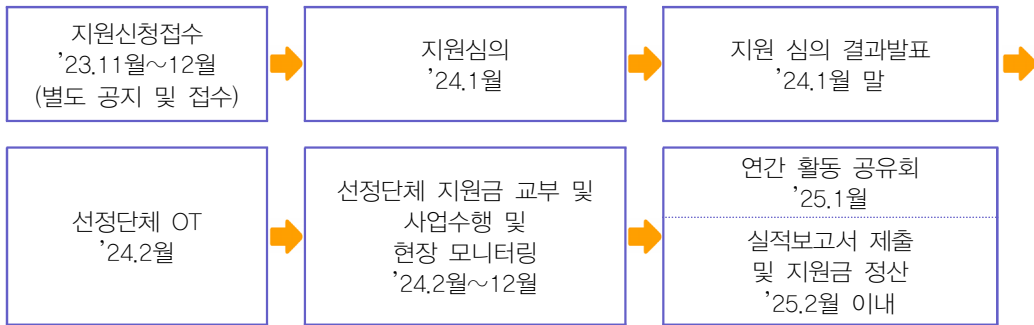 지원신청접수
’23.11월~12월
(별도 공지 및 접수)
지원심의
’24.1월
지원 심의 결과발표
’24.1월 말
선정단체 OT
’24.2월
선정단체 지원금 교부 및
사업수행 및
현장 모니터링
’24.2월~12월
연간 활동 공유회
’25.1월
실적보고서 제출
및 지원금 정산
’25.2월 이내